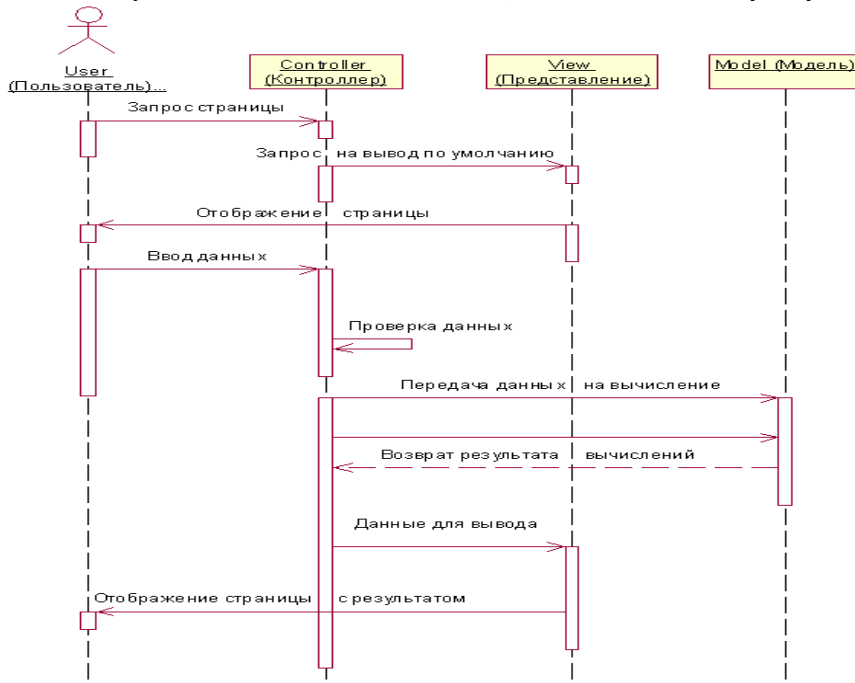 User
(Пользователь)...
Controller
(Контроллер)
View
(Представление)
Model (Модель)
Запрос страницы
Запрос на вывод по умолчанию
Отображение страницы
Ввод данных
Проверка данных
Передача данных на вычисление
Возврат результата вычислений
Данные для вывода
Отображение страницы с результатом